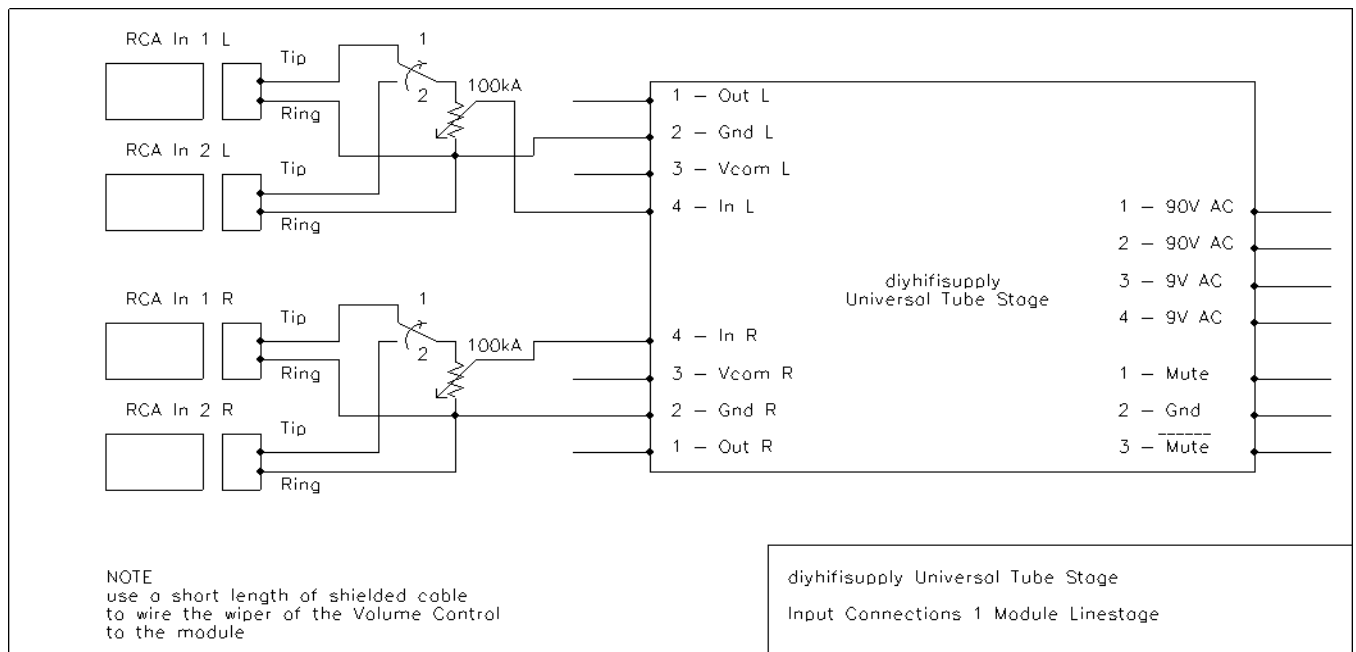 RCA In 1 L
Tip
Ring
1
2
100kA
RCA In 2 L
Tip
Ring
1 - Out L
2 - Gnd L
3 - Vcom L
4 - In L
RCA In 1 R
Tip
Ring
1
2
100kA
RCA In 2 R
Tip
Ring
4 - In R
3 - Vcom R
2 - Gnd R
1 - Out R
diyhifisupply
Universal Tube Stage
1 - 90V AC
2 - 90V AC
3 - 9V AC
4 - 9V AC
1 - Mute
2 - Gnd
3 - Mute
NOTE
use a short length of shielded cable
to wire the wiper of the Volume Control
to the module
diyhifisupply Universal Tube Stage
Input Connections 1 Module Linestage